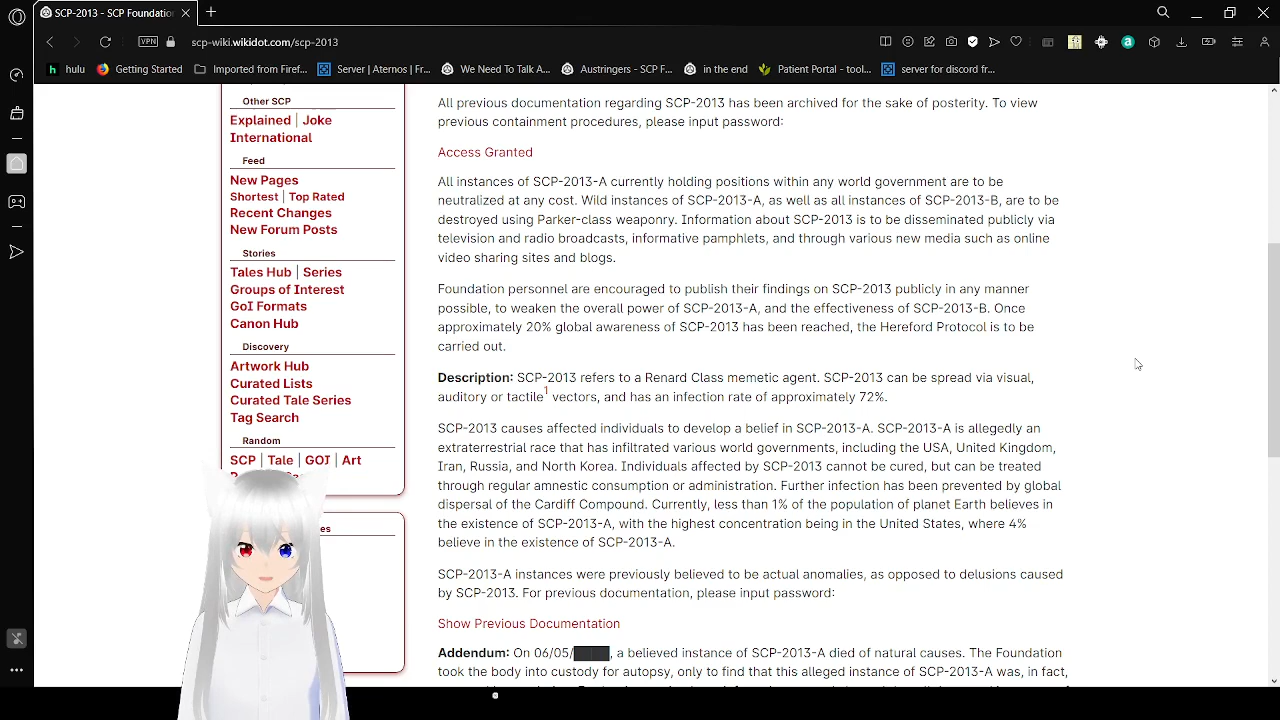 SCP-2013 - SCP Foundation
scp-wiki.wikidot.com/scp-2013
VPN
hulu
Getting Started
Imported from Firef...
Server | Aternos | Fr...
We Need To Talk A...
Austringers - SCP F...
in the end
Patient Portal - tool...
server for discord fr...
Other SCP
Explained | Joke
International
Feed
New Pages
Shortest | Top Rated
Recent Changes
New Forum Posts
Stories
Tales Hub | Series
Groups of Interest
GoI Formats
Canon Hub
Discovery
Artwork Hub
Curated Lists
Curated Tale Series
Tag Search
Random
SCP | Tale | GOI | Art
All previous documentation regarding SCP-2013 has been archived for the sake of posterity. To view
previous containment procedures, please input password:
Access Granted
All instances of SCP-2013-A currently holding positions within any world government are to be
neutralized at any cost. Wild instances of SCP-2013-A, as well as all instances of SCP-2013-B, are to be
destroyed using Parker-class weaponry. Information about SCP-2013 is to be disseminated publicly via
television and radio broadcasts, informative pamphlets, and through various new media such as online
video sharing sites and blogs.
Foundation personnel are encouraged to publish their findings on SCP-2013 publicly in any manner
possible, to weaken the overall power of SCP-2013-A, and the effectiveness of SCP-2013-B. Once
approximately 20% global awareness of SCP-2013 has been reached, the Hereford Protocol is to be
carried out.
Description: SCP-2013 refers to a Renard Class memetic agent. SCP-2013 can be spread via visual,
auditory or tactile1 vectors, and has an infection rate of approximately 72%.
SCP-2013 causes affected individuals to develop a belief in SCP-2013-A. SCP-2013-A is allegedly an
extraterrestrial race that has infiltrated various world governments, including the USA, United Kingdom,
Iran, Russia, and North Korea. Individuals affected by SCP-2013 cannot be cured, but can be treated
through regular amnestic consumption or administration. Further infection has been prevented by global
dispersal of the Cardiff Compound. Currently, less than 1% of the population of planet Earth believes in
the existence of SCP-2013-A, with the highest concentration being in the United States, where 4%
believe in the existence of SCP-2013-A.
SCP-2013-A instances were previously believed to be actual anomalies, as opposed to delusions caused
by SCP-2013. For previous documentation, please input password:
Show Previous Documentation
Addendum: On 06/05/████, a believed instance of SCP-2013-A died of natural causes. The Foundation
took the body into custody for autopsy, only to find that this alleged instance of SCP-2013-A was, in fact,